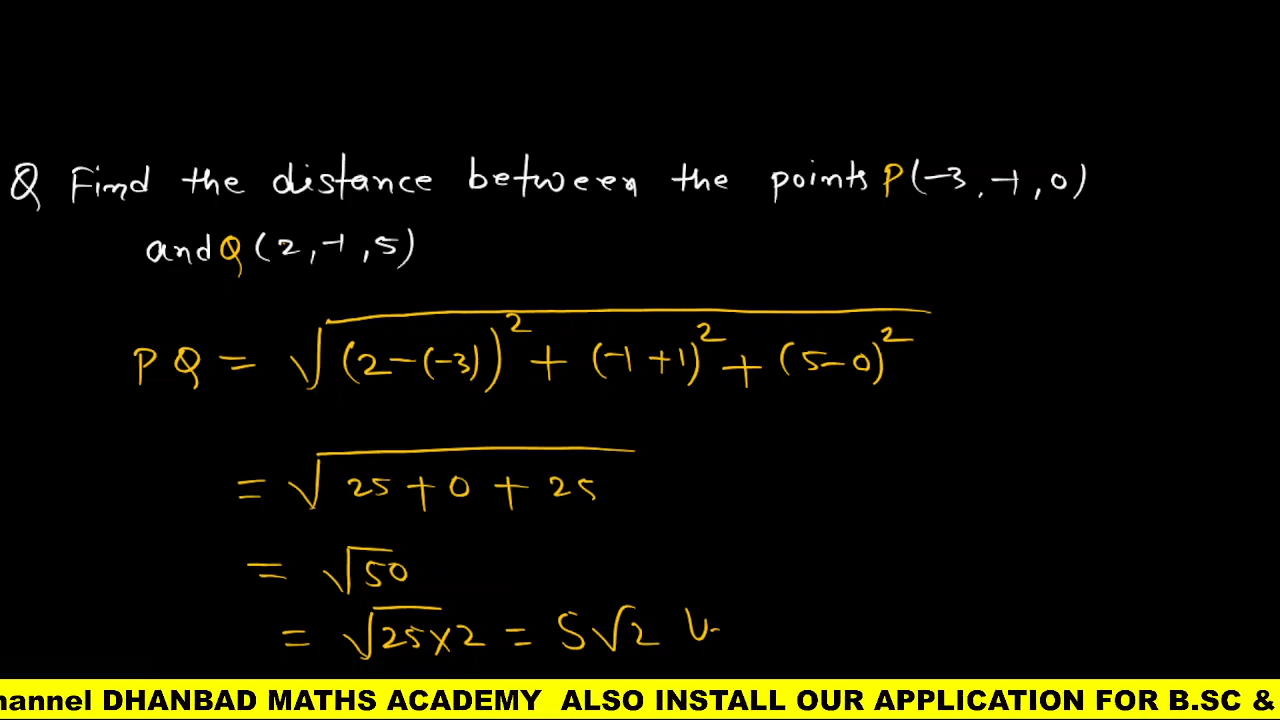 Q Find the distance between the points P(-3, -1, 0)
and Q (2, -1, 5)
PQ = √(2-(-3))² + (-1+1)² + (5-0)²
= √25+0+25
= √50
= √25×2 = 5√2 U
hannel DHANBAD MATHS ACADEMY ALSO INSTALL OUR APPLICATION FOR B.SC &